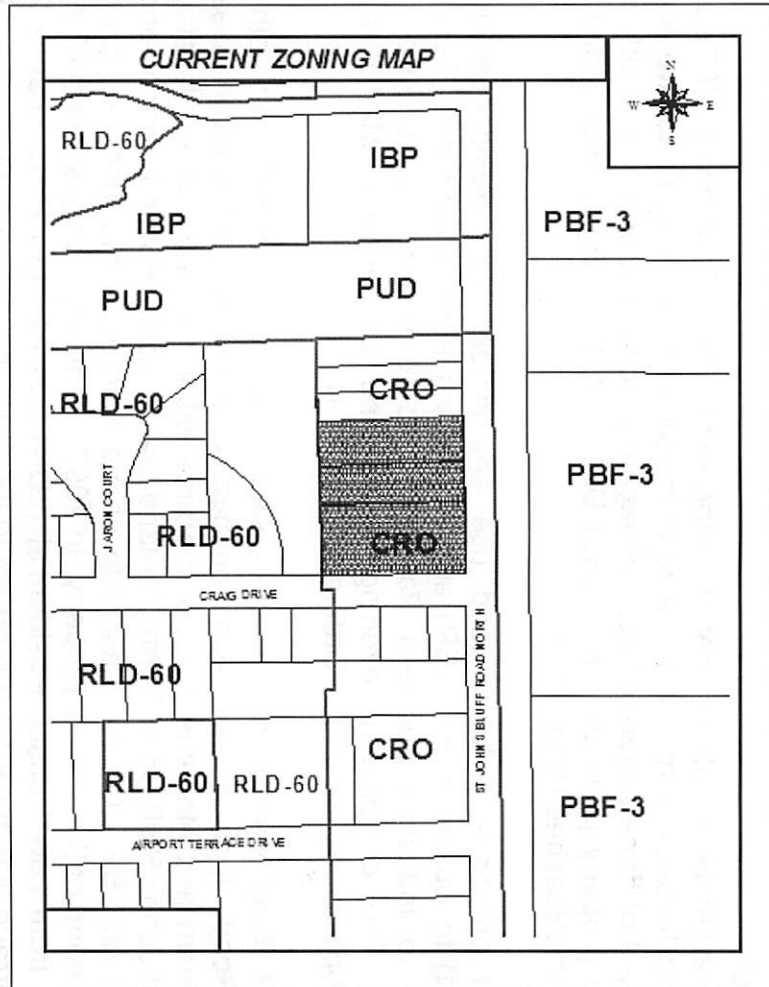 CURRENT ZONING MAP
N
W E
S
RLD-60
IBP
IBP
PBF-3
PUD
PUD
RLD-60
CRO
PBF-3
JARON COURT
RLD-60
CRO
CRAIG DRIVE
RLD-60
ST JOHNS BLUFF ROAD NORTH
CRO
RLD-60
RLD-60
PBF-3
AIRPORT TERRACE DRIVE